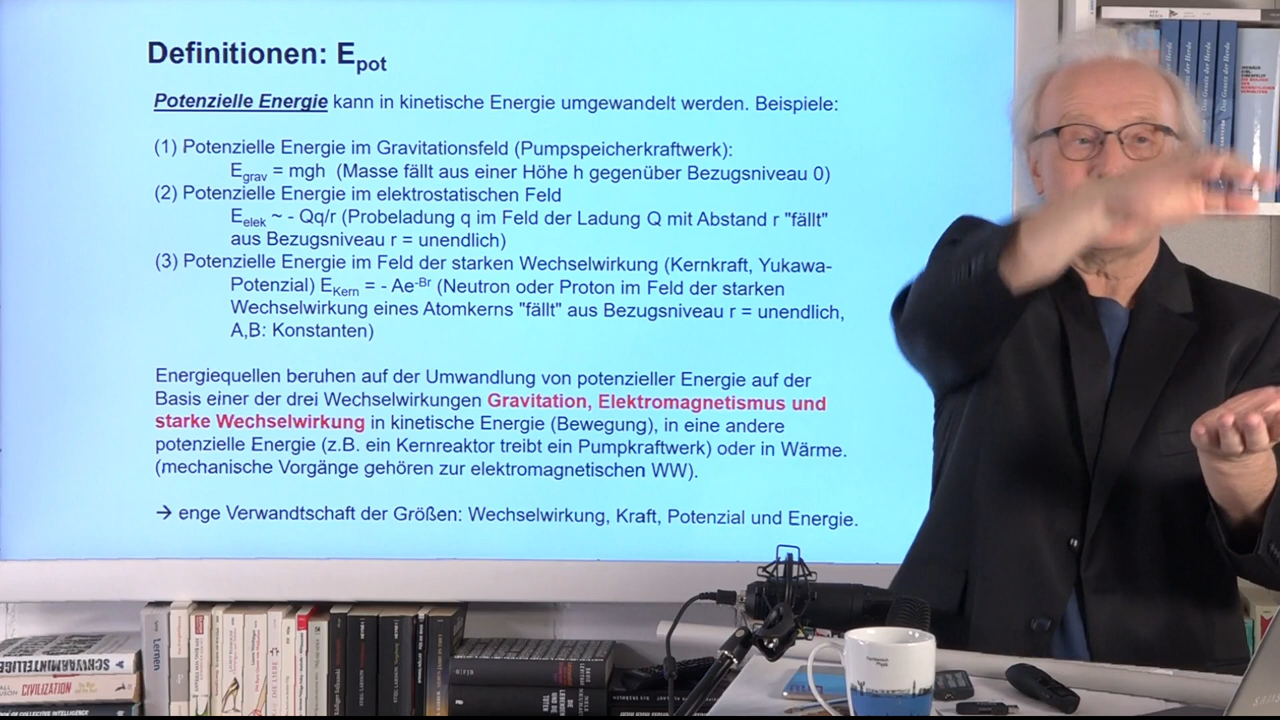 Definitionen: Epot
Potenzielle Energie kann in kinetische Energie umgewandelt werden. Beispiele:
(1) Potenzielle Energie im Gravitationsfeld (Pumpspeicherkraftwerk):
Egrav = mgh (Masse fällt aus einer Höhe h gegenüber Bezugsniveau 0)
(2) Potenzielle Energie im elektrostatischen Feld
Eelek ~ - Qq/r (Probeladung q im Feld der Ladung Q mit Abstand r "fällt"
aus Bezugsniveau r = unendlich)
(3) Potenzielle Energie im Feld der starken Wechselwirkung (Kernkraft, Yukawa-
Potenzial) EKern = - Ae-Br (Neutron oder Proton im Feld der starken
Wechselwirkung eines Atomkerns "fällt" aus Bezugsniveau r = unendlich,
A,B: Konstanten)
Energiequellen beruhen auf der Umwandlung von potenzieller Energie auf der
Basis einer der drei Wechselwirkungen Gravitation, Elektromagnetismus und
starke Wechselwirkung in kinetische Energie (Bewegung), in eine andere
potenzielle Energie (z.B. ein Kernreaktor treibt ein Pumpkraftwerk) oder in Wärme.
(mechanische Vorgänge gehören zur elektromagnetischen WW).
→ enge Verwandtschaft der Größen: Wechselwirkung, Kraft, Potenzial und Energie.
SCHWARMINTELLIG
CIVILIZATION
Lernen